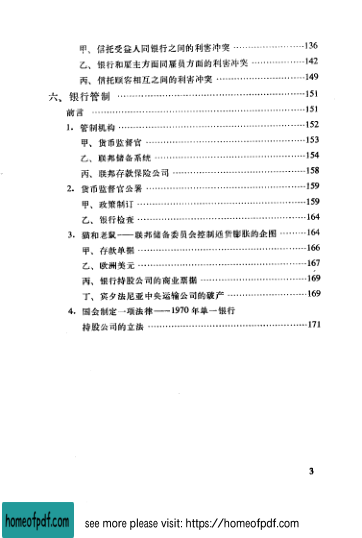 甲、信托受益人同银行之间的利害冲突 …………………136
乙、银行和雇主方面同雇员方面的利害冲突 ……………142
丙、信托顾客相互之间的利害冲突 ……………………149
六、银行管制 ……………………………………………151
前言 ……………………………………………………151
1. 管制机构 ……………………………………………152
甲、货币监督官 …………………………………………153
乙、联邦储备系统 ………………………………………154
丙、联邦存款保险公司 …………………………………158
2. 货币监督官公署 ……………………………………159
甲、政策制订 ……………………………………………159
乙、银行检查 ……………………………………………164
3. 猫和老鼠——联邦储备委员会控制通货膨胀的企图 ………164
甲、存款单据 ……………………………………………166
乙、欧洲美元 ……………………………………………167
丙、银行持股公司的商业票据 …………………………169
丁、宾夕法尼亚中央运输公司的破产 …………………169
4. 国会制定一项法律——1970年单一银行
持股公司的立法 …………………………………………171
3
homeofpdf.com
see more please visit: https://homeofpdf.com